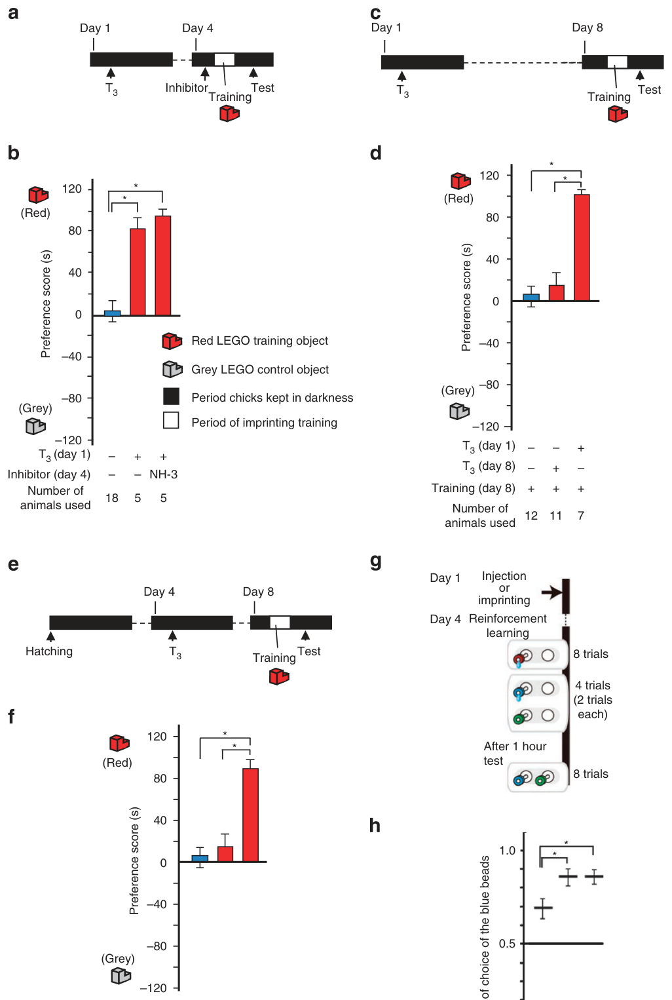 a
Day 1
Day 4
T3
Inhibitor
Training
Test
c
Day 1
Day 8
T3
Training
Test
b
120
80
40
0
–40
–80
–120
Preference score (s)
(Red)
(Grey)
*
*
Red LEGO training object
Grey LEGO control object
Period chicks kept in darkness
Period of imprinting training
T3 (day 1) – + +
Inhibitor (day 4) – – NH-3
Number of
animals used 18 5 5
d
120
80
40
0
–40
–80
–120
Preference score (s)
(Red)
(Grey)
*
*
T3 (day 1) – – +
T3 (day 8) – + –
Training (day 8) + + +
Number of
animals used 12 11 7
e
Day 4
Day 8
Hatching
T3
Training
Test
f
120
80
40
0
–40
–80
–120
Preference score (s)
(Red)
(Grey)
*
*
g
Day 1
Injection
or
imprinting
Day 4
Reinforcement
learning
8 trials
4 trials
(2 trials
each)
After 1 hour
test
8 trials
h
1.0
0.5
of choice of the blue beads
*
*